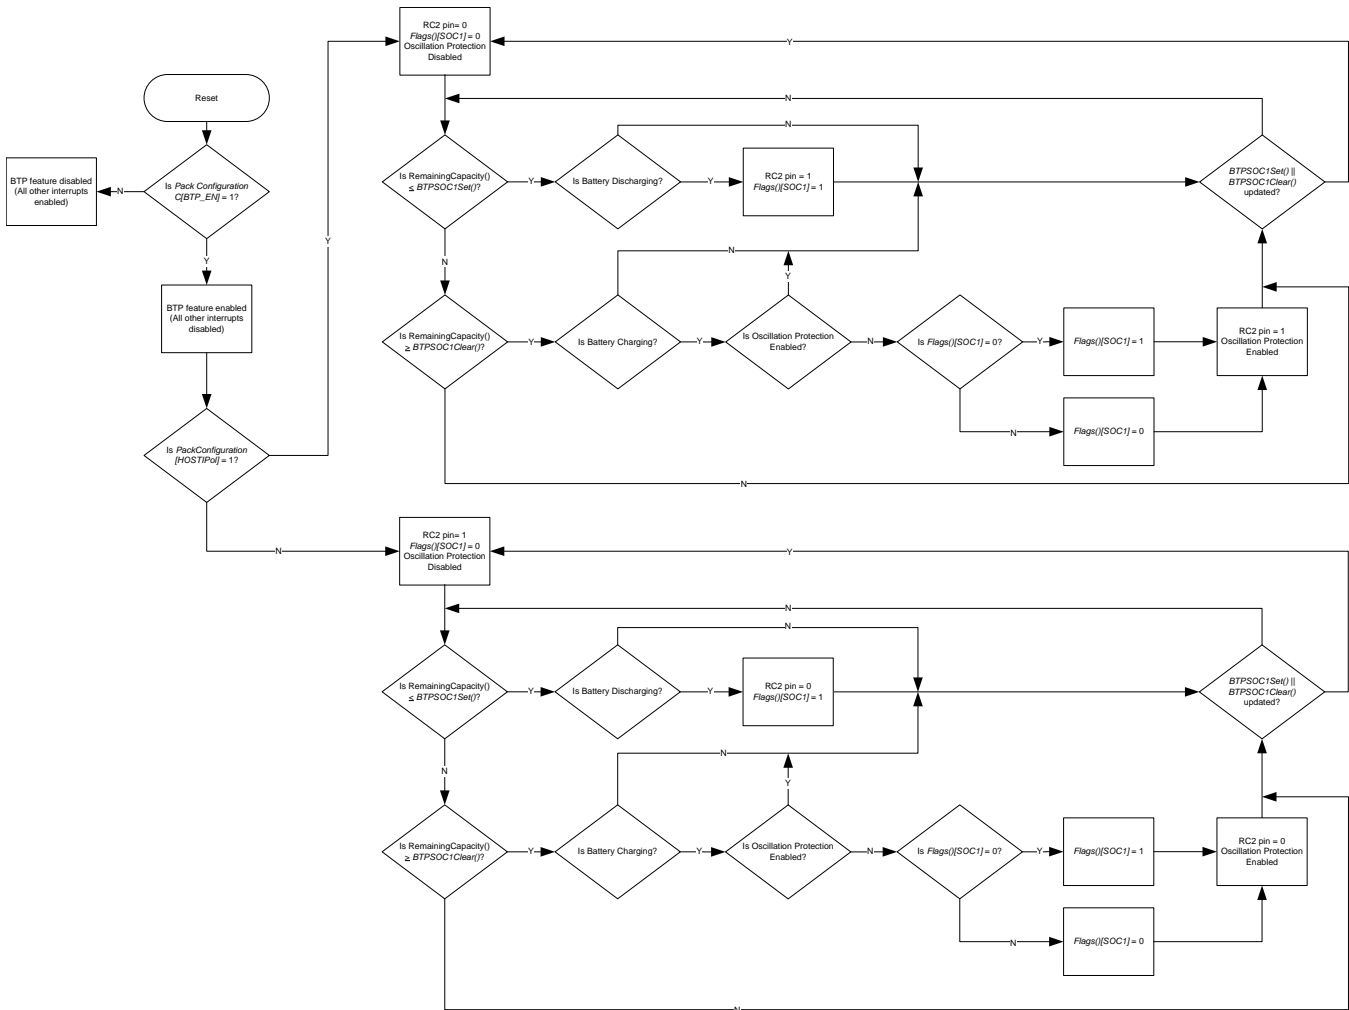 Reset
Is Pack Configuration
C[BTP_EN] = 1?
N
BTP feature disabled
(All other interrupts
enabled)
Y
BTP feature enabled
(All other interrupts
disabled)
Is PackConfiguration
[HOSTIPol] = 1?
Y
N
RC2 pin= 0
Flags()[SOC1] = 0
Oscillation Protection
Disabled
Y
N
Is RemainingCapacity()
≤ BTPSOC1Set()?
Y
Is Battery Discharging?
N
Y
RC2 pin = 1
Flags()[SOC1] = 1
BTPSOC1Set() ||
BTPSOC1Clear()
updated?
N
Is RemainingCapacity()
≥ BTPSOC1Clear()?
Y
Is Battery Charging?
N
Y
Is Oscillation Protection
Enabled?
Y
N
Is Flags()[SOC1] = 0?
Y
Flags()[SOC1] = 1
RC2 pin = 1
Oscillation Protection
Enabled
N
Flags()[SOC1] = 0
N
RC2 pin= 1
Flags()[SOC1] = 0
Oscillation Protection
Disabled
Y
N
Is RemainingCapacity()
≤ BTPSOC1Set()?
Y
Is Battery Discharging?
N
Y
RC2 pin = 0
Flags()[SOC1] = 1
BTPSOC1Set() ||
BTPSOC1Clear()
updated?
N
Is RemainingCapacity()
≥ BTPSOC1Clear()?
Y
Is Battery Charging?
N
Y
Is Oscillation Protection
Enabled?
Y
N
Is Flags()[SOC1] = 0?
Y
Flags()[SOC1] = 1
RC2 pin = 0
Oscillation Protection
Enabled
N
Flags()[SOC1] = 0
N